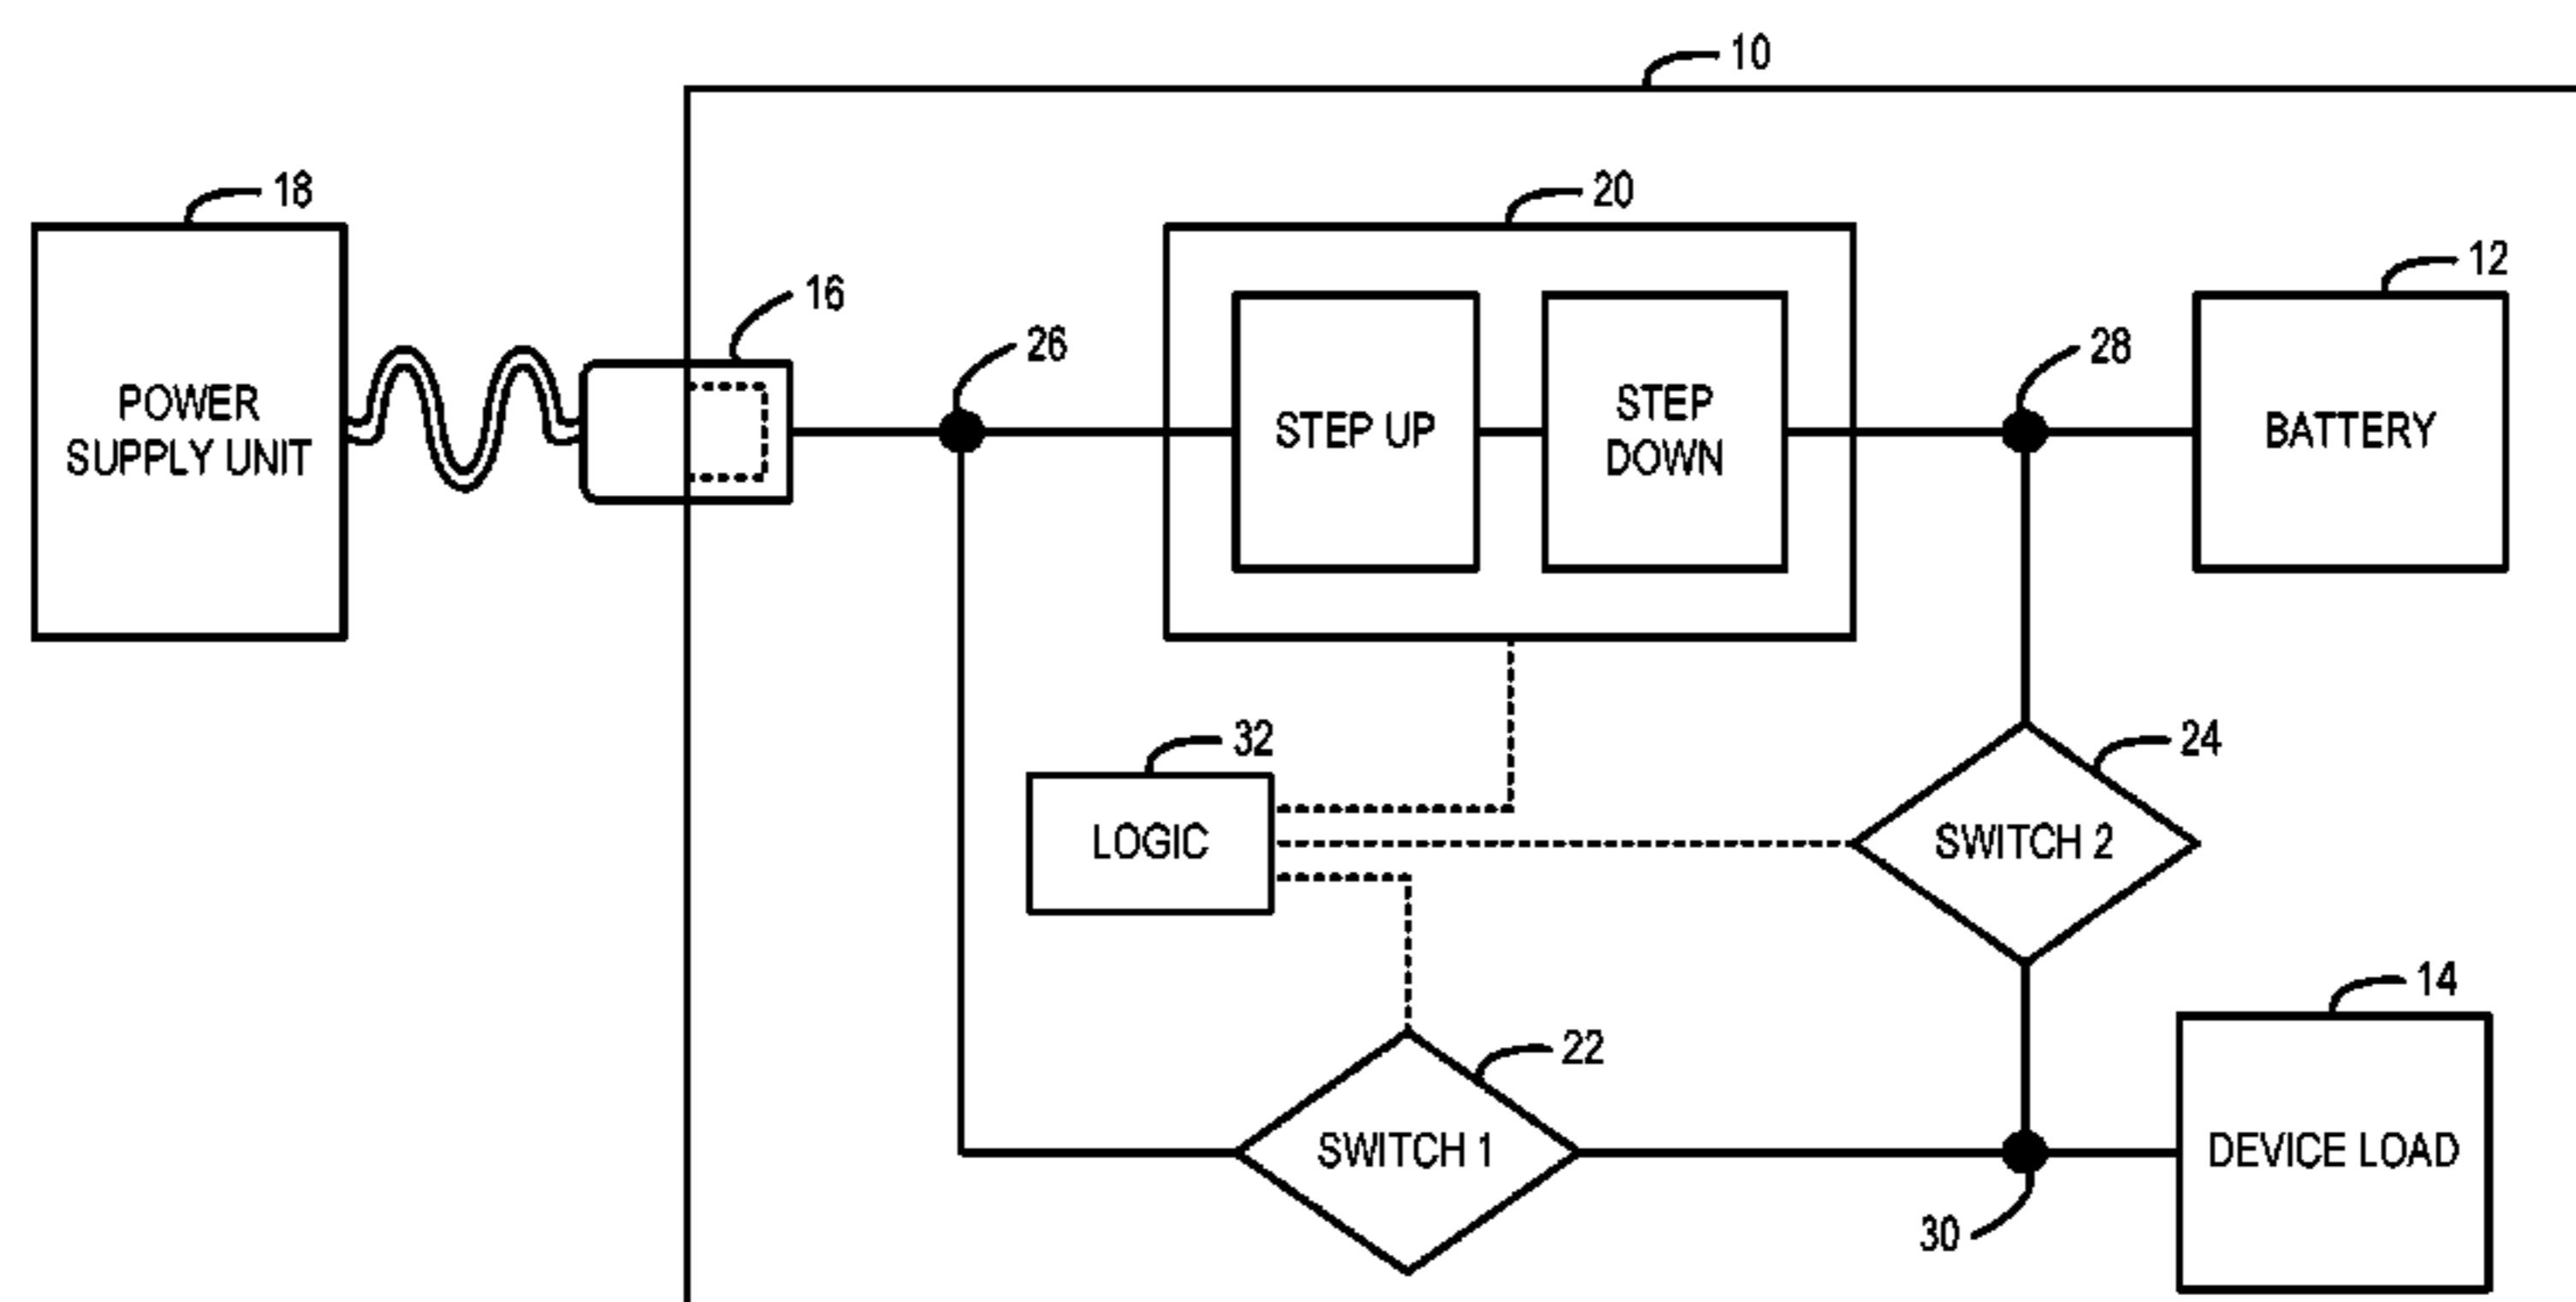 10
18
20
12
16
26
28
POWER
SUPPLY UNIT
STEP UP
STEP
DOWN
BATTERY
32
24
LOGIC
SWITCH 2
14
22
SWITCH 1
DEVICE LOAD
30